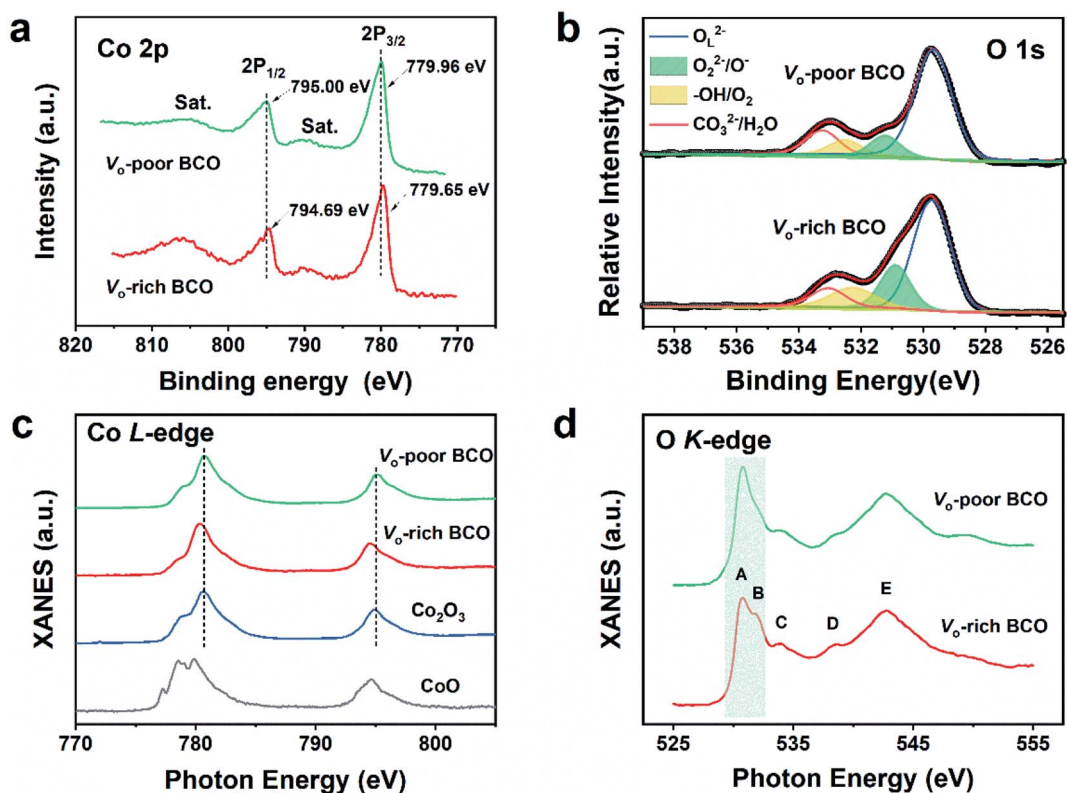 a
Co 2p
2P1/2
2P3/2
795.00 eV
779.96 eV
Sat.
Sat.
Vo-poor BCO
794.69 eV
779.65 eV
Vo-rich BCO
Intensity (a.u.)
820 810 800 790 780 770
Binding energy (eV)
b
O 1s
OL2-
O22-/O-
-OH/O2
CO32-/H2O
Vo-poor BCO
Vo-rich BCO
Relative Intensity(a.u.)
538 536 534 532 530 528 526
Binding Energy(eV)
c
Co L-edge
Vo-poor BCO
Vo-rich BCO
Co2O3
CoO
XANES (a.u.)
770 780 790 800
Photon Energy (eV)
d
O K-edge
Vo-poor BCO
A
B
C
D
E
Vo-rich BCO
XANES (a.u.)
525 535 545 555
Photon Energy (eV)